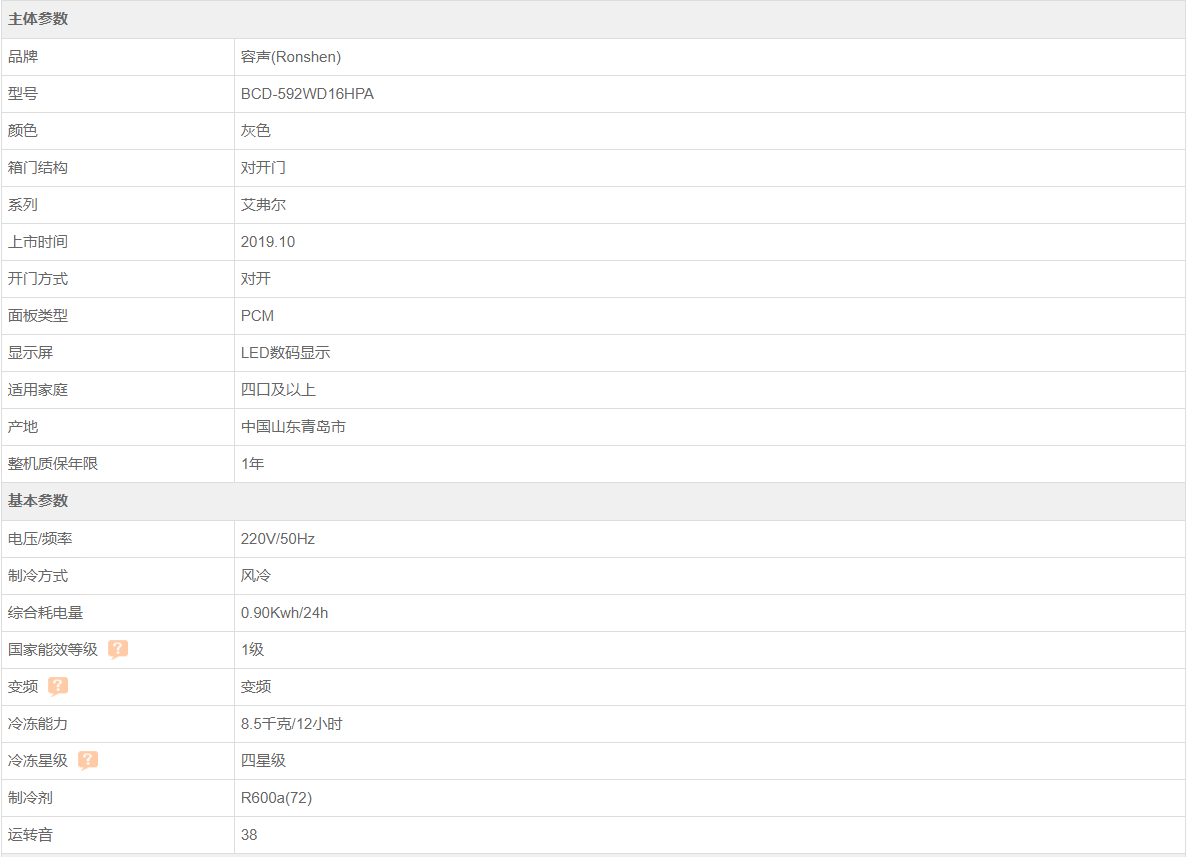 主体参数
品牌 容声(Ronshen)
型号 BCD-592WD16HPA
颜色 灰色
箱门结构 对开门
系列 艾弗尔
上市时间 2019.10
开门方式 对开
面板类型 PCM
显示屏 LED数码显示
适用家庭 四口及以上
产地 中国山东青岛市
整机质保年限 1年
基本参数
电压/频率 220V/50Hz
制冷方式 风冷
综合耗电量 0.90Kwh/24h
国家能效等级 ? 1级
变频 ? 变频
冷冻能力 8.5千克/12小时
冷冻星级 ? 四星级
制冷剂 R600a(72)
运转音 38